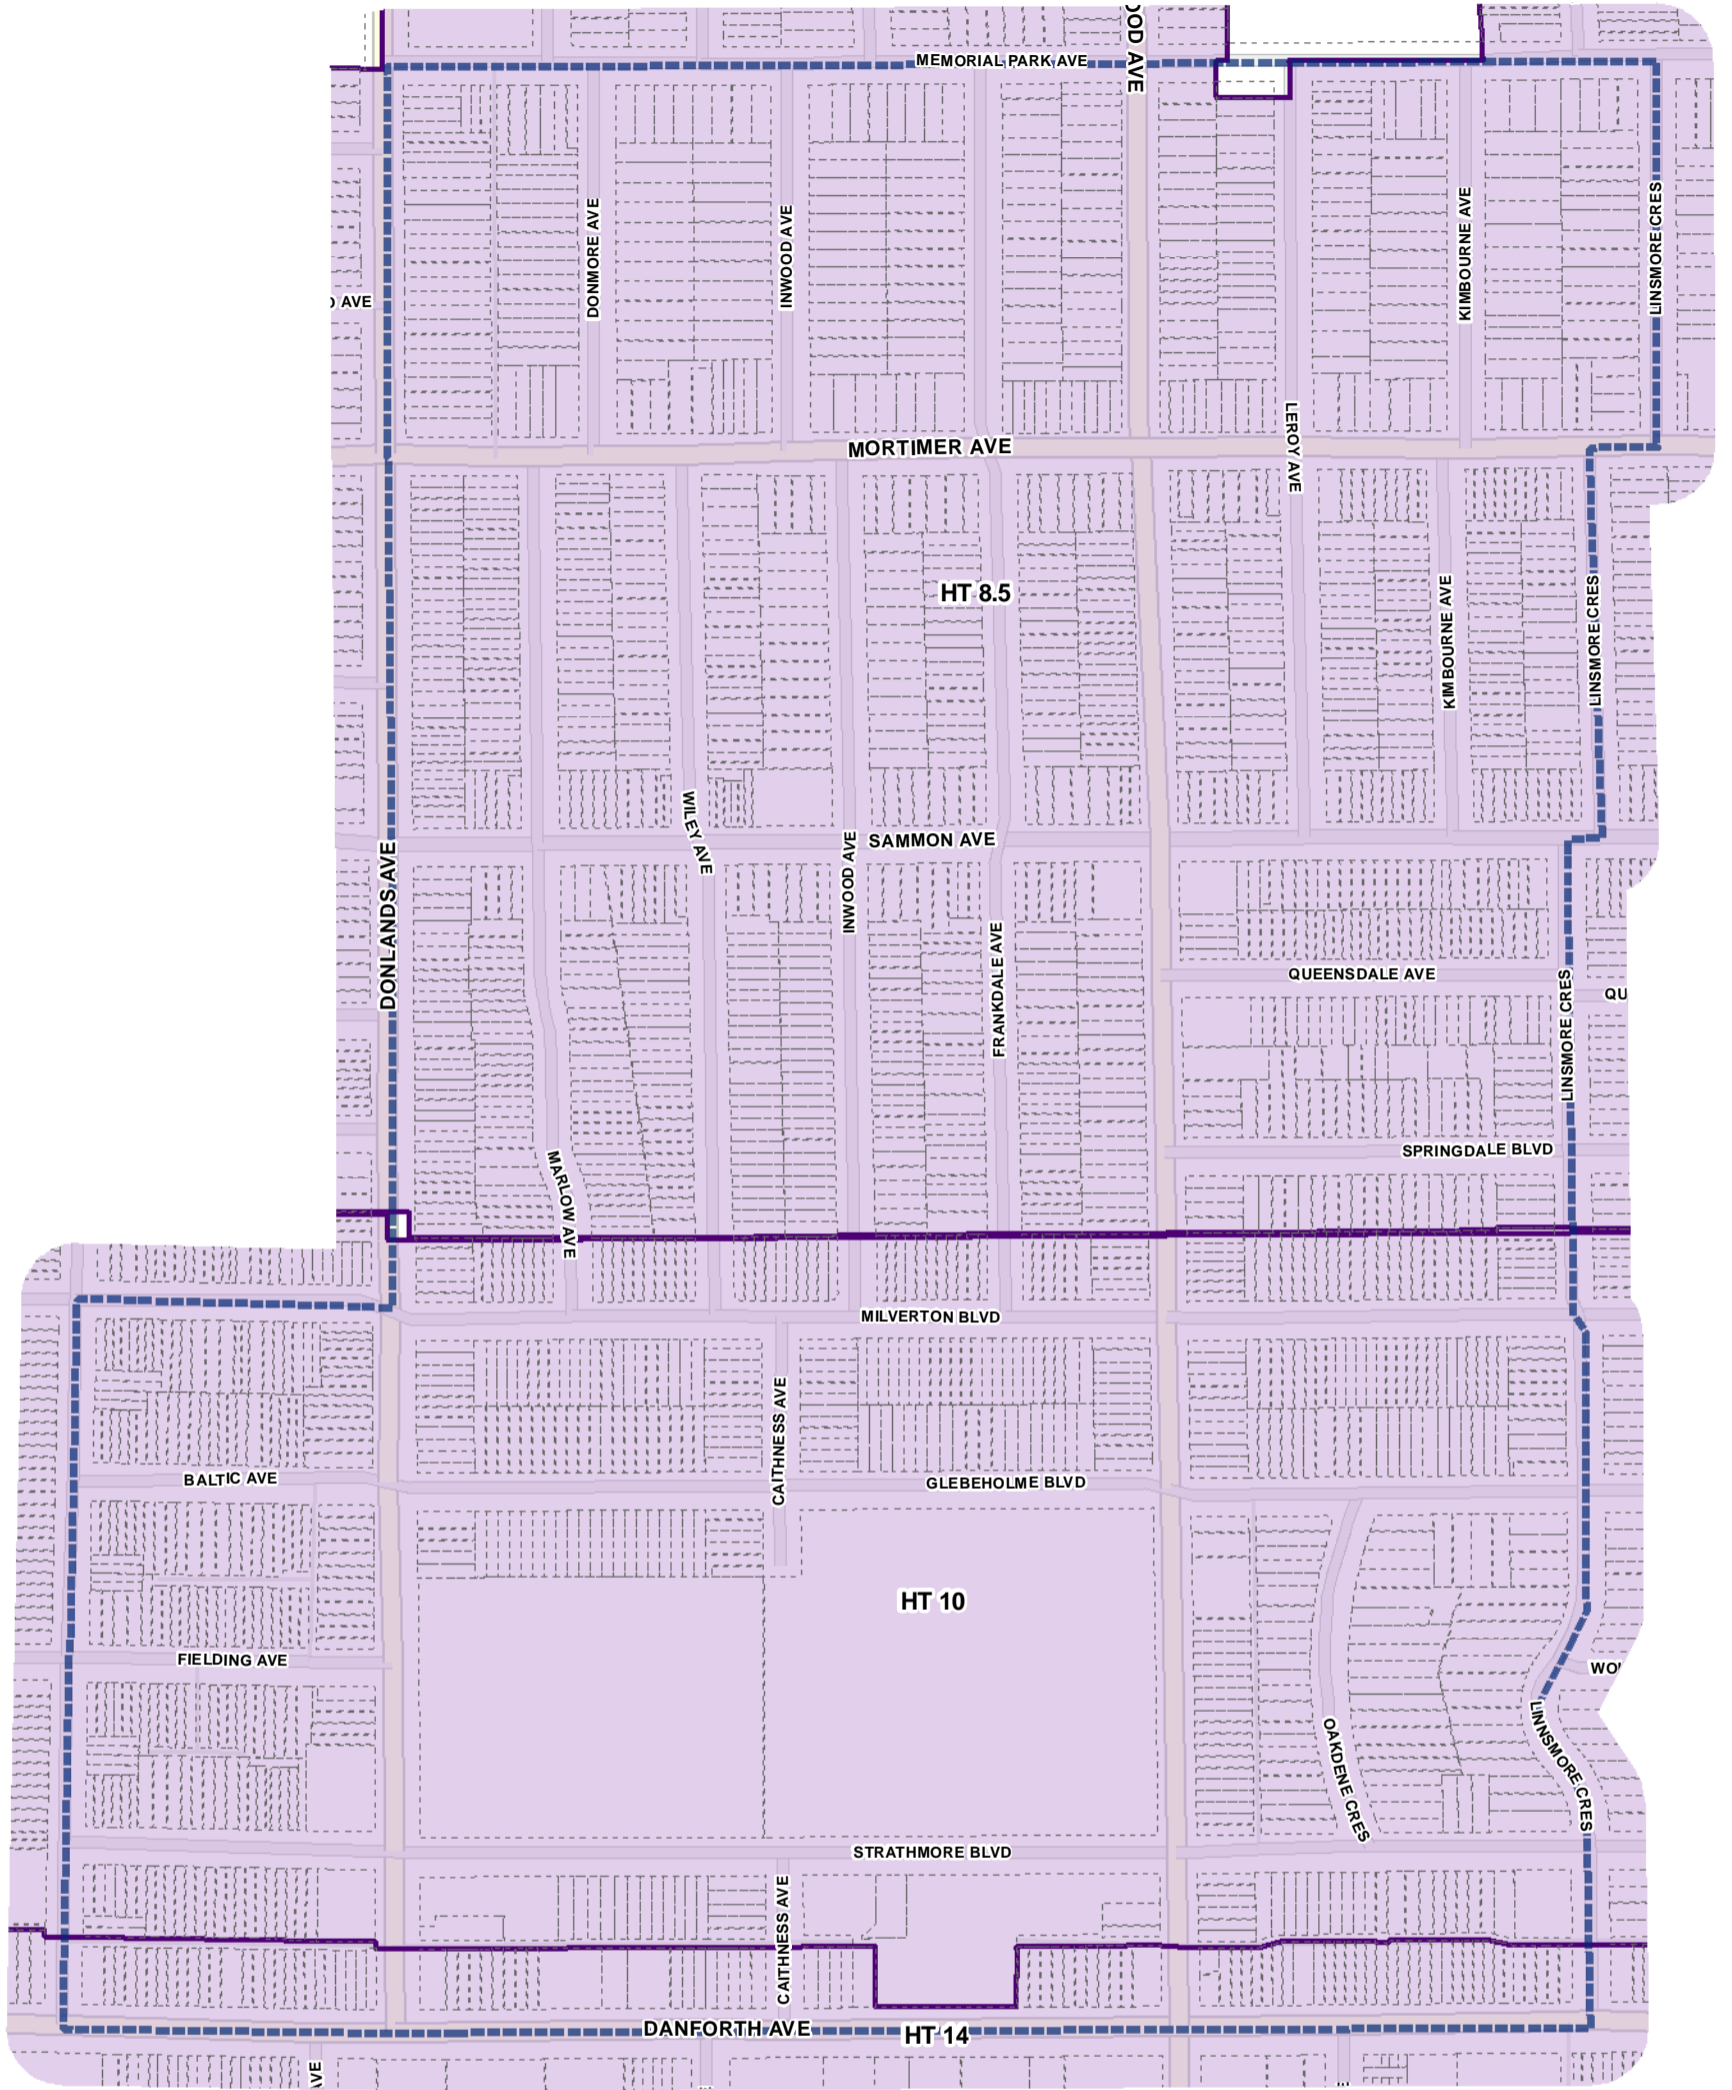 OOD AVE
MEMORIAL PARK AVE
DONMORE AVE
INWOOD AVE
KIMBOURNE AVE
LINSMORE CRES
AVE
LEROY AVE
MORTIMER AVE
HT 8.5
KIMBOURNE AVE
LINSMORE CRES
WILEY AVE
INWOOD AVE
SAMMON AVE
DONLANDS AVE
FRANKDALE AVE
QUEENSDALE AVE
LINSMORE CRES
QU
SPRINGDALE BLVD
MARLOW AVE
MILVERTON BLVD
CAITHNESS AVE
BALTIC AVE
GLEBEHOLME BLVD
HT 10
FIELDING AVE
WO
OAKDENE CRES
LINNSMORE CRES
STRATHMORE BLVD
CAITHNESS AVE
DANFORTH AVE
HT 14
AVE